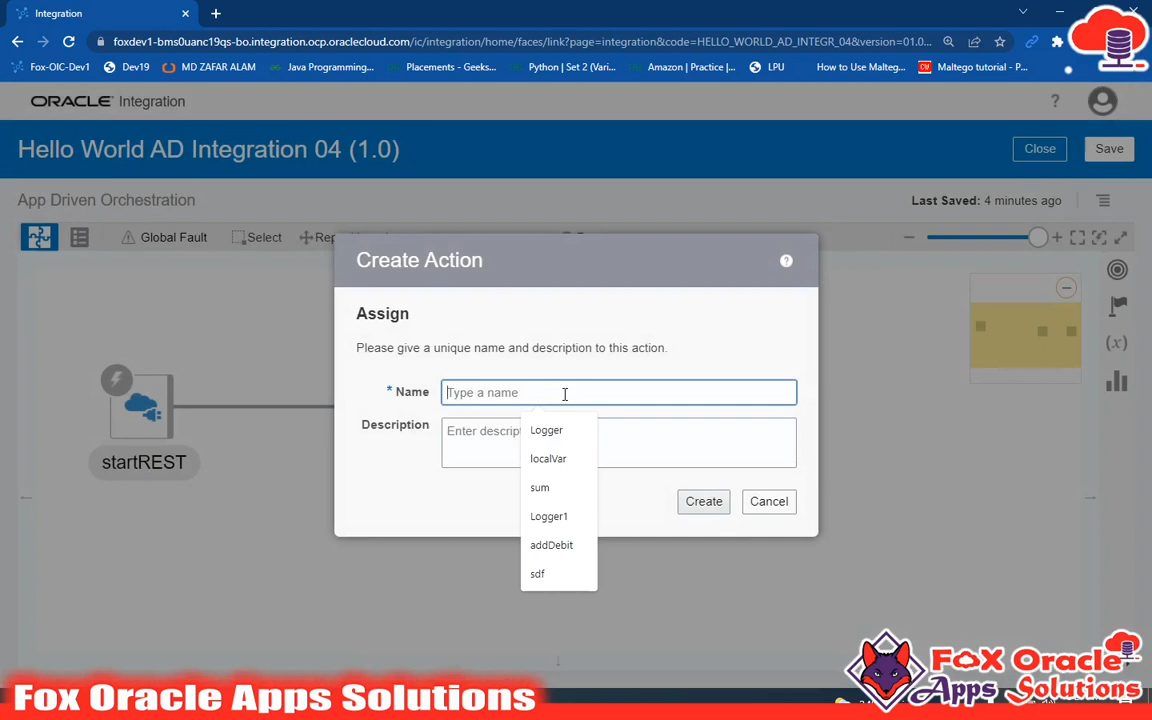 Integration
foxdev1-bms0uanc19qs-bo.integration.ocp.oraclecloud.com/ic/integration/home/faces/link?page=integration&code=HELLO_WORLD_AD_INTEGR_04&version=01.0...
Fox-OIC-Dev1 Dev19 MD ZAFAR ALAM Java Programming... Placements - Geeks... Python | Set 2 (Vari... Amazon | Practice |... LPU How to Use Malteg... Maltego tutorial - P...
ORACLE Integration
Hello World AD Integration 04 (1.0)
Close Save
App Driven Orchestration
Last Saved: 4 minutes ago
Global Fault Select
Create Action
Assign
Please give a unique name and description to this action.
* Name Type a name
Description Enter descrip
Logger
localVar
sum
Logger1
addDebit
sdf
Create Cancel
startREST
Fox Oracle Apps Solutions
FOX Oracle
Apps Solutions